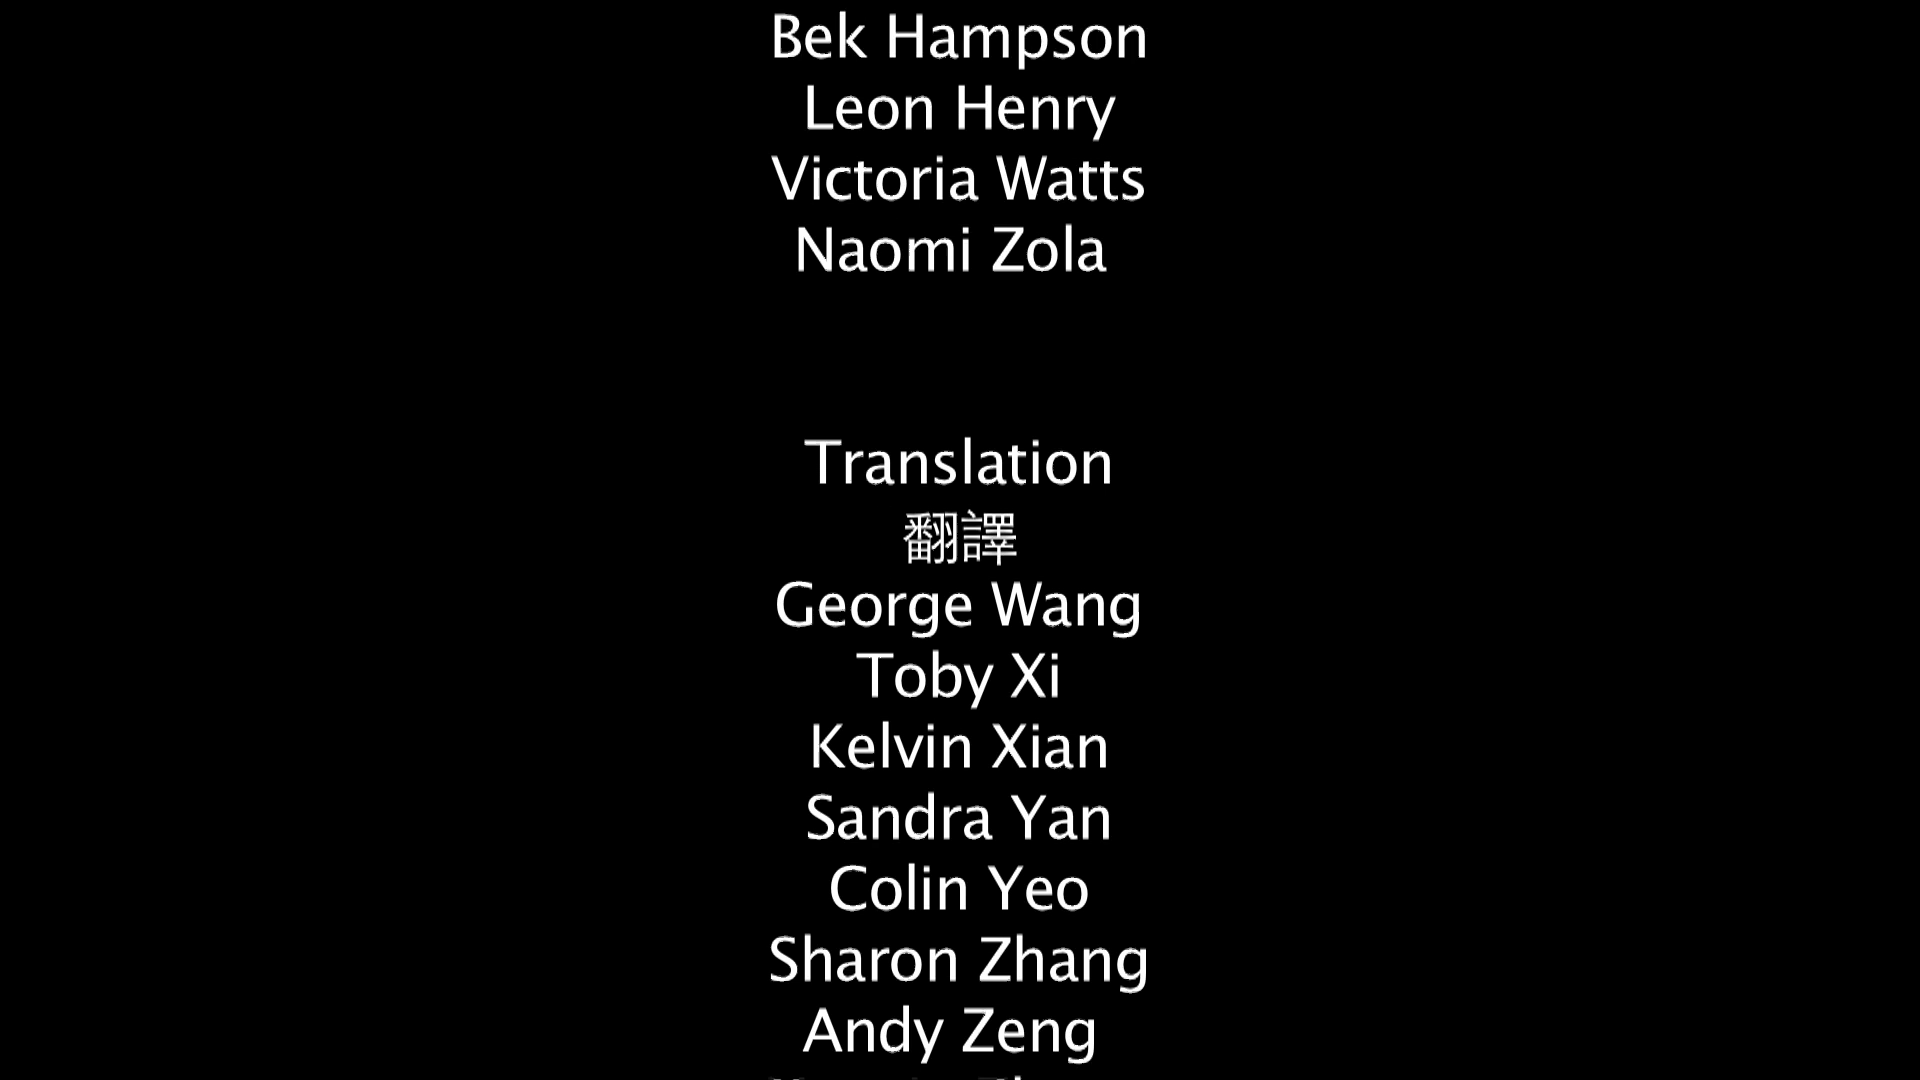 Bek Hampson
Leon Henry
Victoria Watts
Naomi Zola
Translation
翻譯
George Wang
Toby Xi
Kelvin Xian
Sandra Yan
Colin Yeo
Sharon Zhang
Andy Zeng